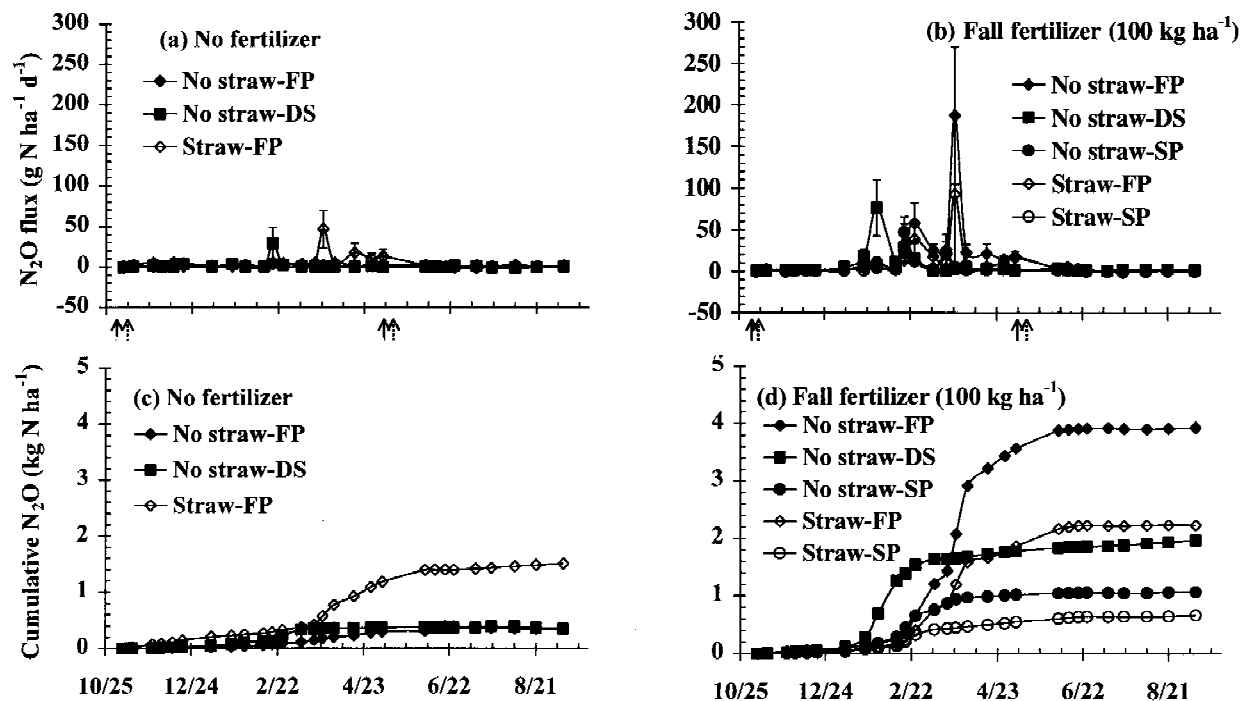 300
250
200
150
100
50
0
-50
N2O flux (g N ha-1 d-1)
(a) No fertilizer
No straw-FP
No straw-DS
Straw-FP
300
250
200
150
100
50
0
-50
(b) Fall fertilizer (100 kg ha-1)
No straw-FP
No straw-DS
No straw-SP
Straw-FP
Straw-SP
5
4
3
2
1
0
Cumulative N2O (kg N ha-1)
(c) No fertilizer
No straw-FP
No straw-DS
Straw-FP
10/25 12/24 2/22 4/23 6/22 8/21
5
4
3
2
1
0
(d) Fall fertilizer (100 kg ha-1)
No straw-FP
No straw-DS
No straw-SP
Straw-FP
Straw-SP
10/25 12/24 2/22 4/23 6/22 8/21